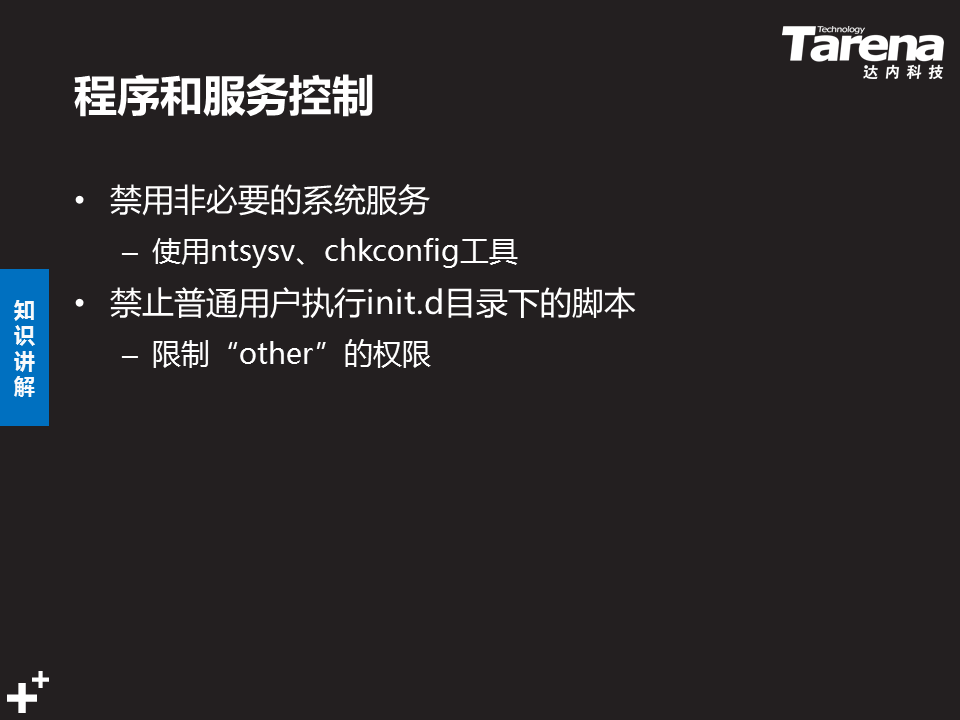 Technology
Tarena
达内科技
程序和服务控制
• 禁用非必要的系统服务
– 使用ntsysv、chkconfig工具
• 禁止普通用户执行init.d目录下的脚本
– 限制“other”的权限
知
识
讲
解